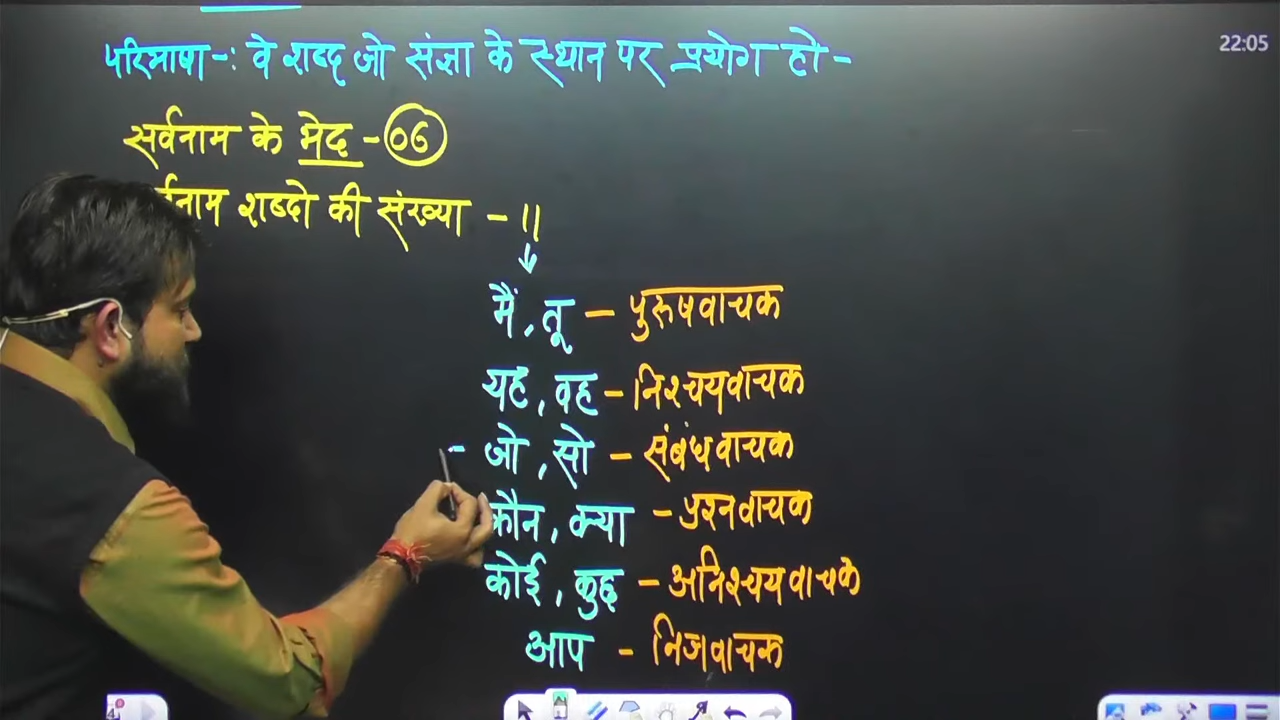 परिभाषा-: वे शब्द जो संज्ञा के स्थान पर प्रयोग हो-
22:05
सर्वनाम के भेद - 06
र्वनाम शब्दो की संख्या - 11
मैं, तू - पुरुषवाचक
यह, वह - निश्चयवाचक
- जो, सो - संबंधवाचक
कौन, क्या - प्रश्नवाचक
कोई, कुछ - अनिश्चयवाचक
आप - निजवाचक